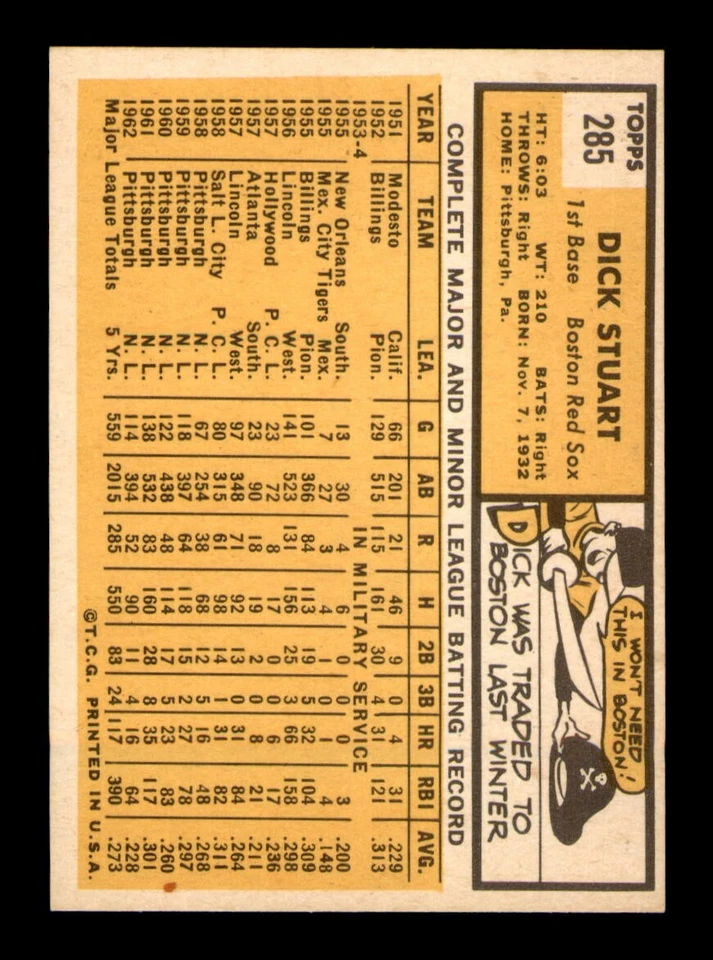 TOPPS
285
DICK STUART
1st Base Boston Red Sox
HT: 6:03 WT: 210 BATS: Right
THROWS: Right BORN: Nov. 7, 1932
HOME: Pittsburgh, Pa.
I WON'T NEED
THIS IN BOSTON!
DICK WAS TRADED TO
BOSTON LAST WINTER
COMPLETE MAJOR AND MINOR LEAGUE BATTING RECORD
YEAR TEAM LEA. G AB R H 2B 3B HR RBI AVG.
1951 Modesto Calif. 66 201 21 46 9 0 4 31 .229
1952 Billings Pion. 129 515 115 161 30 4 31 121 .313
1953-4 IN MILITARY SERVICE
1955 New Orleans South. 13 30 4 6 0 0 0 3 .200
1955 Mex. City Tigers Mex. 7 27 3 4 1 0 1 4 .148
1955 Billings Pion. 101 366 84 113 19 5 32 104 .309
1956 Lincoln West. 141 523 131 156 25 3 66 158 .298
1957 Hollywood P. C. L. 23 72 8 17 0 0 6 17 .236
1957 Atlanta South. 23 90 18 19 2 0 8 21 .211
1957 Lincoln West. 97 348 71 92 13 0 31 84 .264
1958 Salt L. City P. C. L. 80 315 61 98 14 1 31 82 .311
1958 Pittsburgh N. L. 67 254 38 68 12 5 16 48 .268
1959 Pittsburgh N. L. 118 397 64 118 15 2 27 78 .297
1960 Pittsburgh N. L. 122 438 48 114 17 5 23 83 .260
1961 Pittsburgh N. L. 138 532 83 160 28 8 35 117 .301
1962 Pittsburgh N. L. 114 394 52 90 11 4 16 64 .228
Major League Totals 5 Yrs. 559 2015 285 550 83 24 117 390 .273
©T.C.G. PRINTED IN U.S.A.